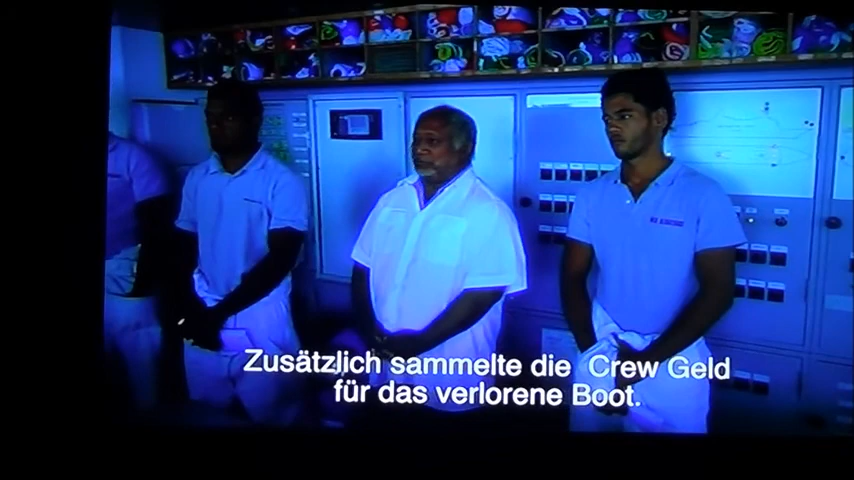 Zusätzlich sammelte die Crew Geld
für das verlorene Boot.